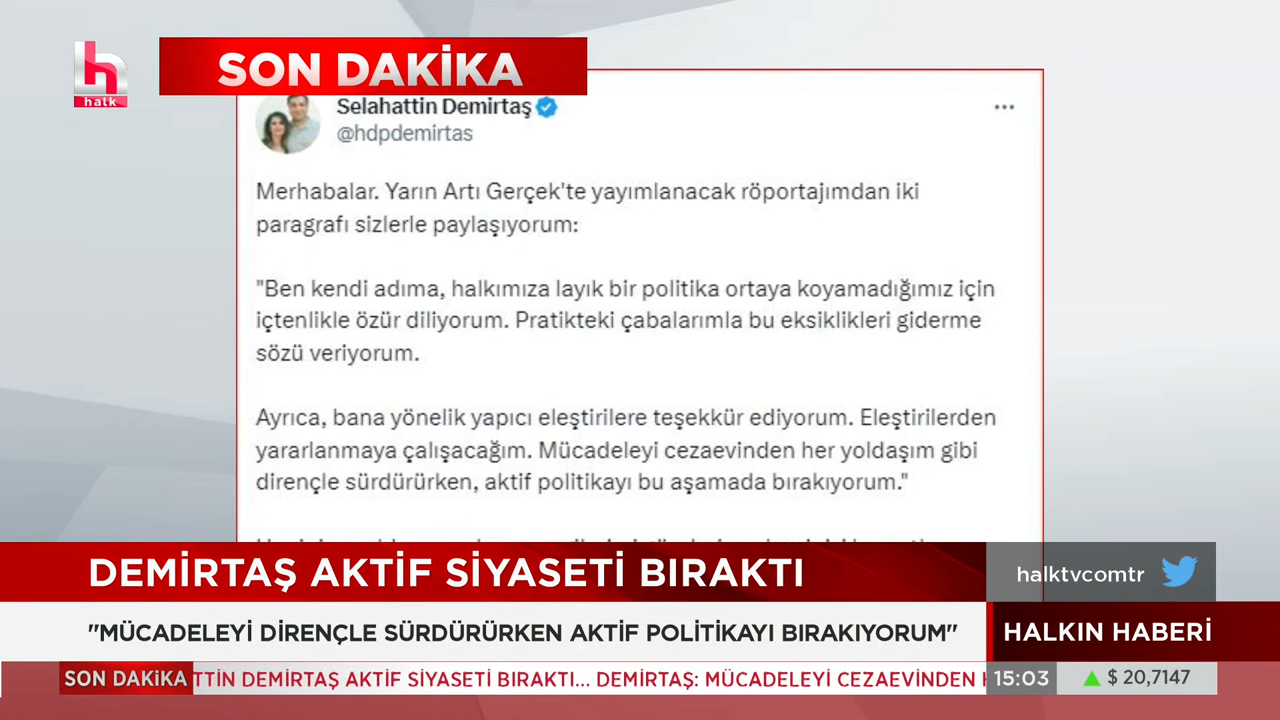 h
halk
SON DAKİKA
Selahattin Demirtaş
@hdpdemirtas
Merhabalar. Yarın Artı Gerçek'te yayımlanacak röportajımdan iki
paragrafı sizlerle paylaşıyorum:
"Ben kendi adıma, halkımıza layık bir politika ortaya koyamadığımız için
içtenlikle özür diliyorum. Pratikteki çabalarımla bu eksiklikleri giderme
sözü veriyorum.
Ayrıca, bana yönelik yapıcı eleştirilere teşekkür ediyorum. Eleştirilerden
yararlanmaya çalışacağım. Mücadeleyi cezaevinden her yoldaşım gibi
dirençle sürdürürken, aktif politikayı bu aşamada bırakıyorum."
DEMİRTAŞ AKTİF SİYASETİ BIRAKTI
halktvcomtr
"MÜCADELEYİ DİRENÇLE SÜRDÜRÜRKEN AKTİF POLİTİKAYI BIRAKIYORUM"
HALKIN HABERİ
SON DAKİKA
TTİN DEMİRTAŞ AKTİF SİYASETİ BIRAKTI... DEMİRTAŞ: MÜCADELEYİ CEZAEVİNDEN
15:03
$ 20,7147